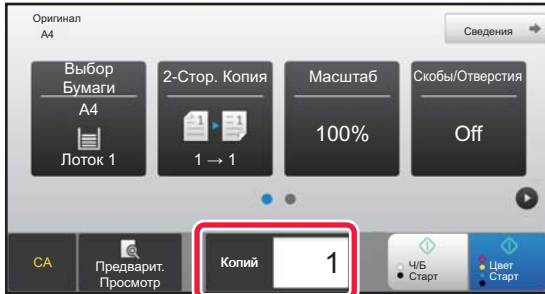 Оригинал
A4
Сведения
Выбор
Бумаги
A4
Лоток 1
2-Стор. Копия
1 → 1
Масштаб
100%
Скобы/Отверстия
Off
CA
Предварит.
Просмотр
Копий
1
Ч/Б
Старт
Цвет
Старт